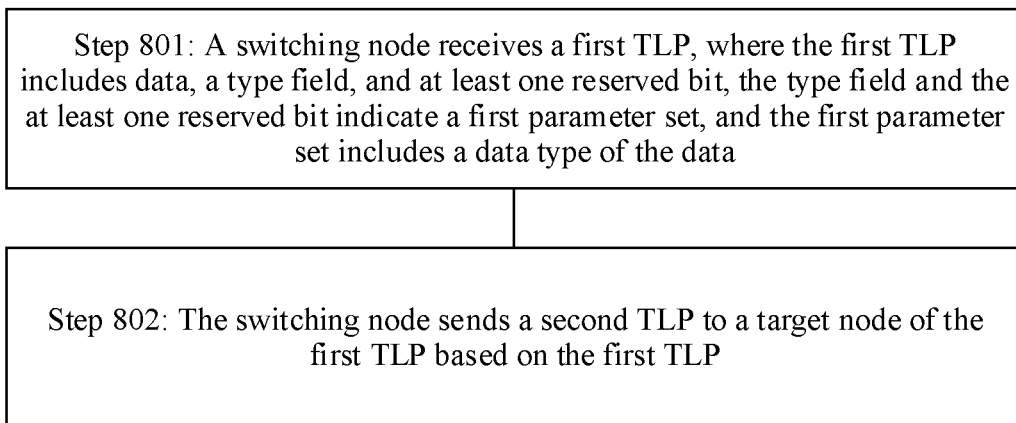 Step 801: A switching node receives a first TLP, where the first TLP
includes data, a type field, and at least one reserved bit, the type field and the
at least one reserved bit indicate a first parameter set, and the first parameter
set includes a data type of the data
Step 802: The switching node sends a second TLP to a target node of the
first TLP based on the first TLP